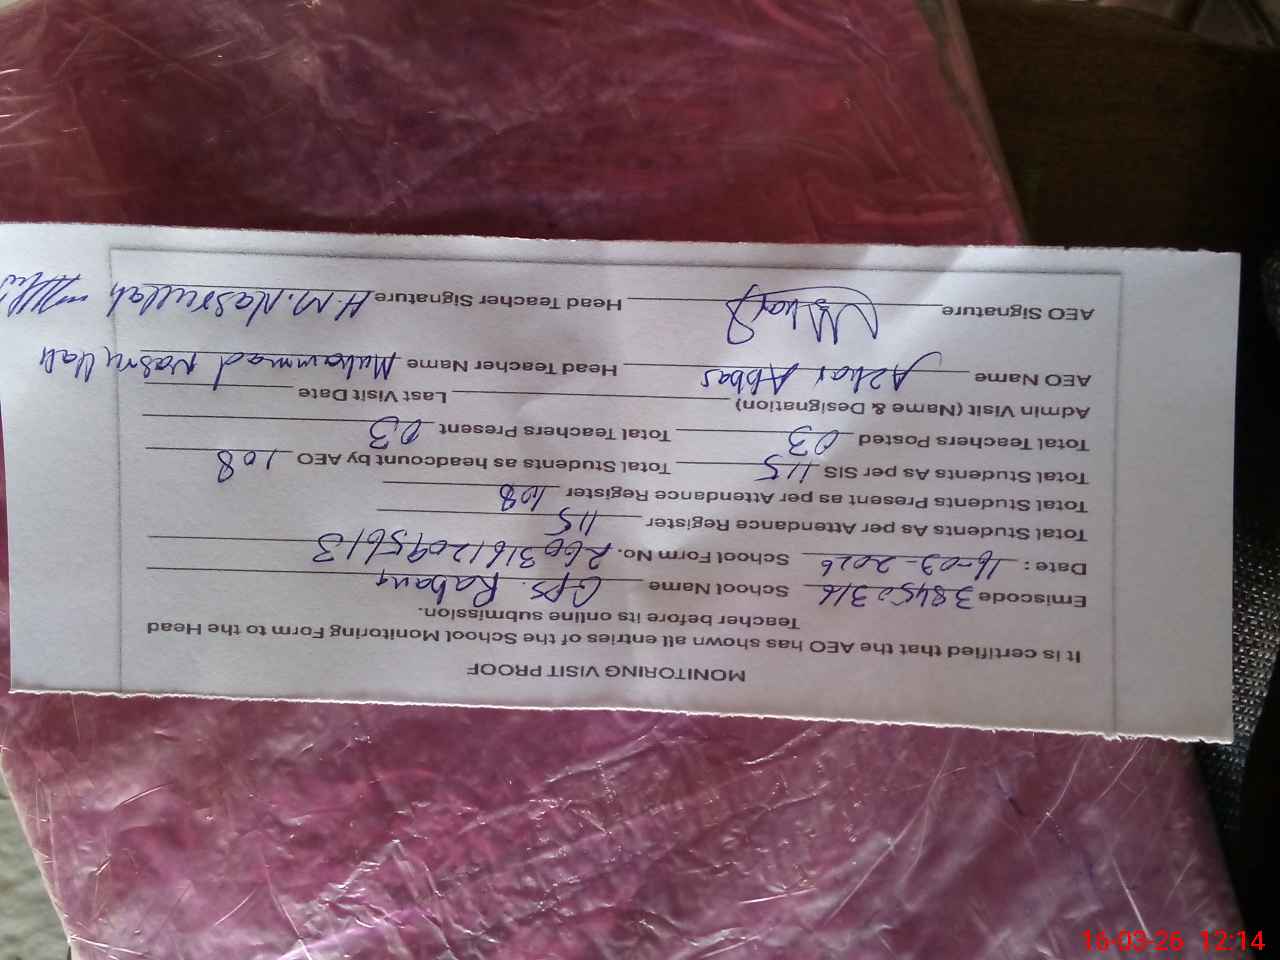 MONITORING VISIT PROOF
It is certified that the AEO has shown all entries of the School Monitoring Form to the Head
Teacher before its online submission.
Emiscode 38450316 School Name GPS. Rabana
Date: 16-03-2026 School Form No. 26031612095613
Total Students As per Attendance Register 115
Total Students Present as per Attendance Register 108
Total Students As per SIS 115 Total Students as headcount by AEO 108
Total Teachers Posted 03 Total Teachers Present 03
Admin Visit (Name & Designation) Last Visit Date
AEO Name Azhar Abbas Head Teacher Name Muhammad Nasrullah
AEO Signature Head Teacher Signature H.M.Nasrullah
16-03-26 12:14